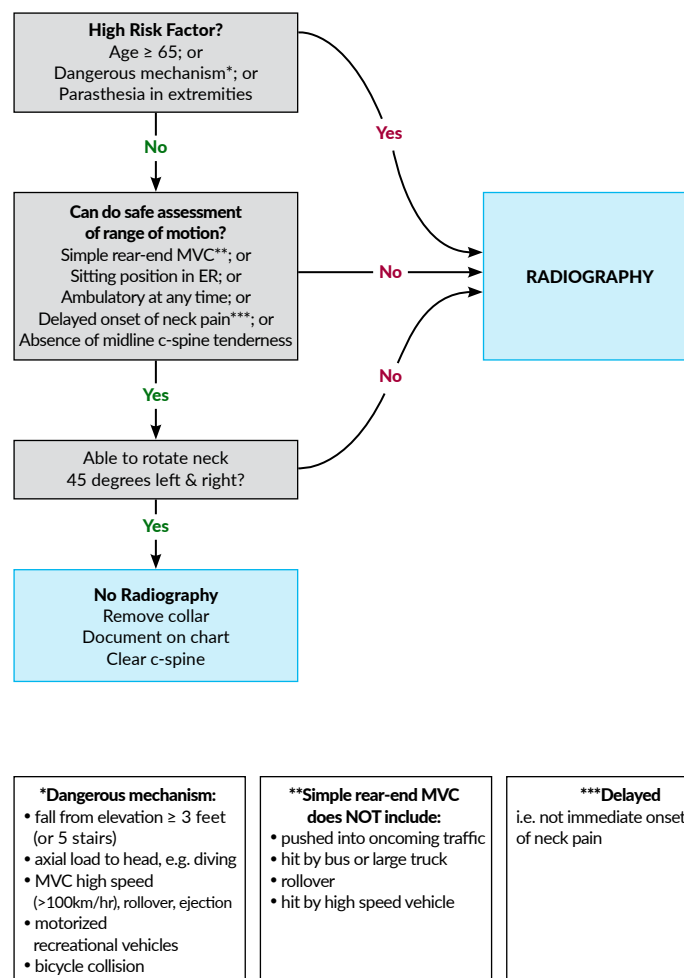 High Risk Factor?
Age ≥ 65; or
Dangerous mechanism*; or
Parasthesia in extremities
Yes
No
Can do safe assessment
of range of motion?
Simple rear-end MVC**; or
Sitting position in ER; or
Ambulatory at any time; or
Delayed onset of neck pain***; or
Absence of midline c-spine tenderness
No
RADIOGRAPHY
No
Yes
Able to rotate neck
45 degrees left & right?
Yes
No Radiography
Remove collar
Document on chart
Clear c-spine
*Dangerous mechanism:
• fall from elevation ≥ 3 feet
(or 5 stairs)
• axial load to head, e.g. diving
• MVC high speed
(>100km/hr), rollover, ejection
• motorized
recreational vehicles
• bicycle collision
**Simple rear-end MVC
does NOT include:
• pushed into oncoming traffic
• hit by bus or large truck
• rollover
• hit by high speed vehicle
***Delayed
i.e. not immediate onset
of neck pain